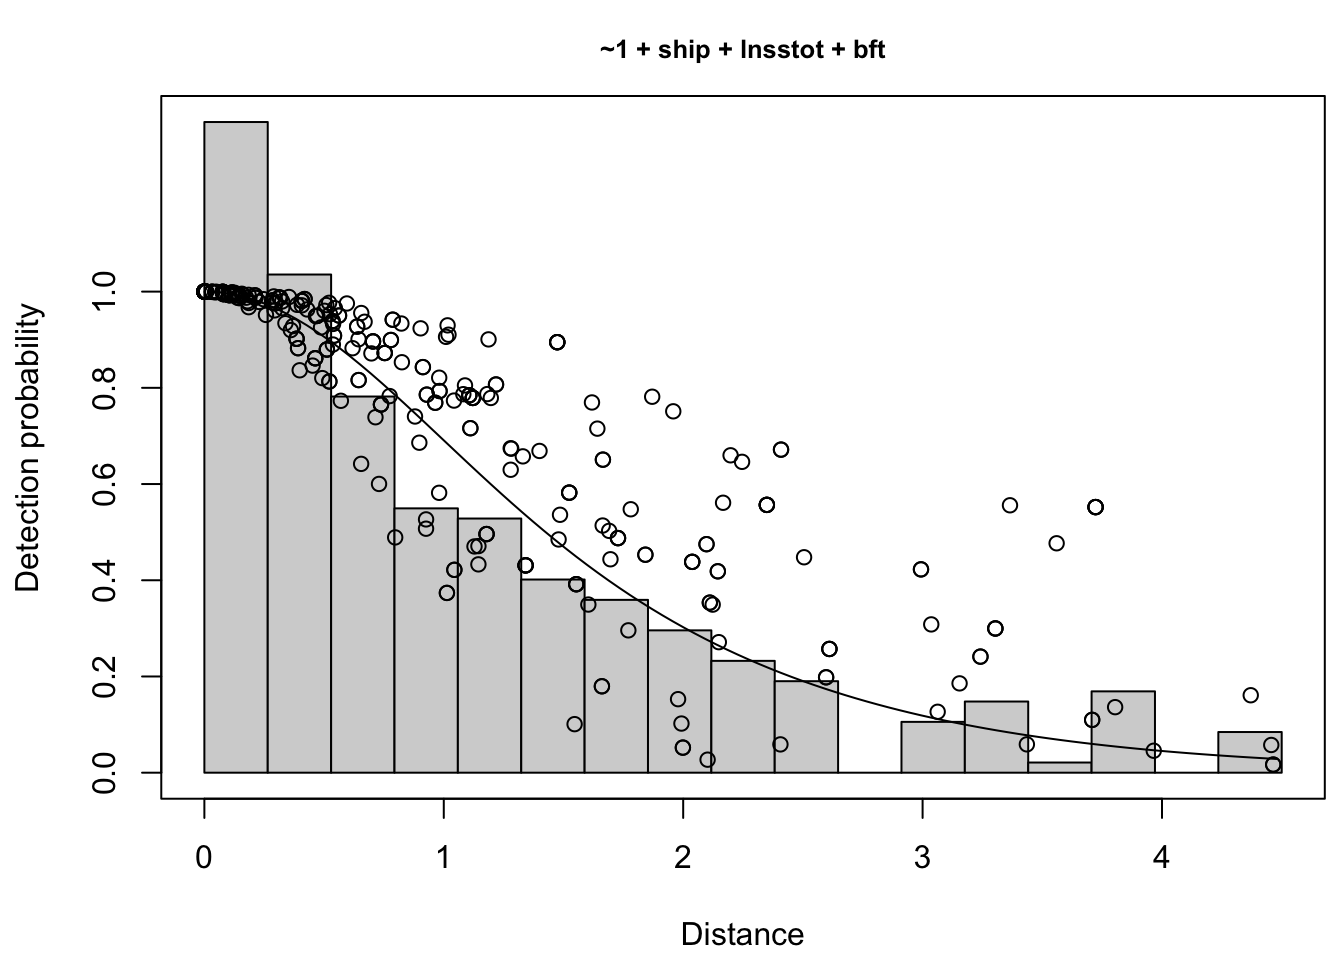 ~1 + ship + lnsstot + bft
Detection probability
1.0
0.8
0.6
0.4
0.2
0.0
0 1 2 3 4
Distance